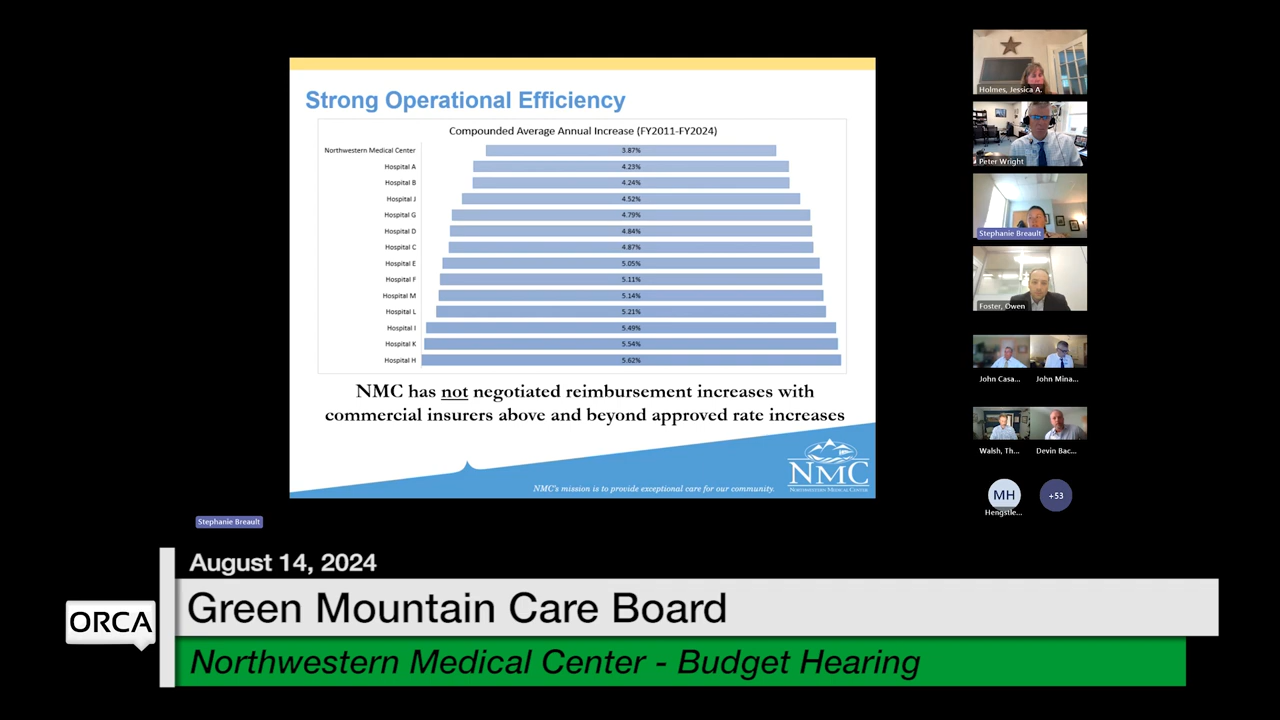 Strong Operational Efficiency
Compounded Average Annual Increase (FY2011-FY2024)
Northwestern Medical Center 3.87%
Hospital A 4.23%
Hospital B 4.24%
Hospital J 4.52%
Hospital G 4.79%
Hospital D 4.84%
Hospital C 4.87%
Hospital E 5.05%
Hospital F 5.11%
Hospital M 5.14%
Hospital L 5.21%
Hospital I 5.49%
Hospital K 5.54%
Hospital H 5.62%
NMC has not negotiated reimbursement increases with
commercial insurers above and beyond approved rate increases
NMC
NORTHWESTERN MEDICAL CENTER
NMC's mission is to provide exceptional care for our community.
Holmes, Jessica A.
Peter Wright
Stephanie Breault
Foster, Owen
John Casa... John Mina...
Walsh, Th... Devin Bac...
MH +53
Hengstle...
Stephanie Breault
August 14, 2024
ORCA
Green Mountain Care Board
Northwestern Medical Center - Budget Hearing